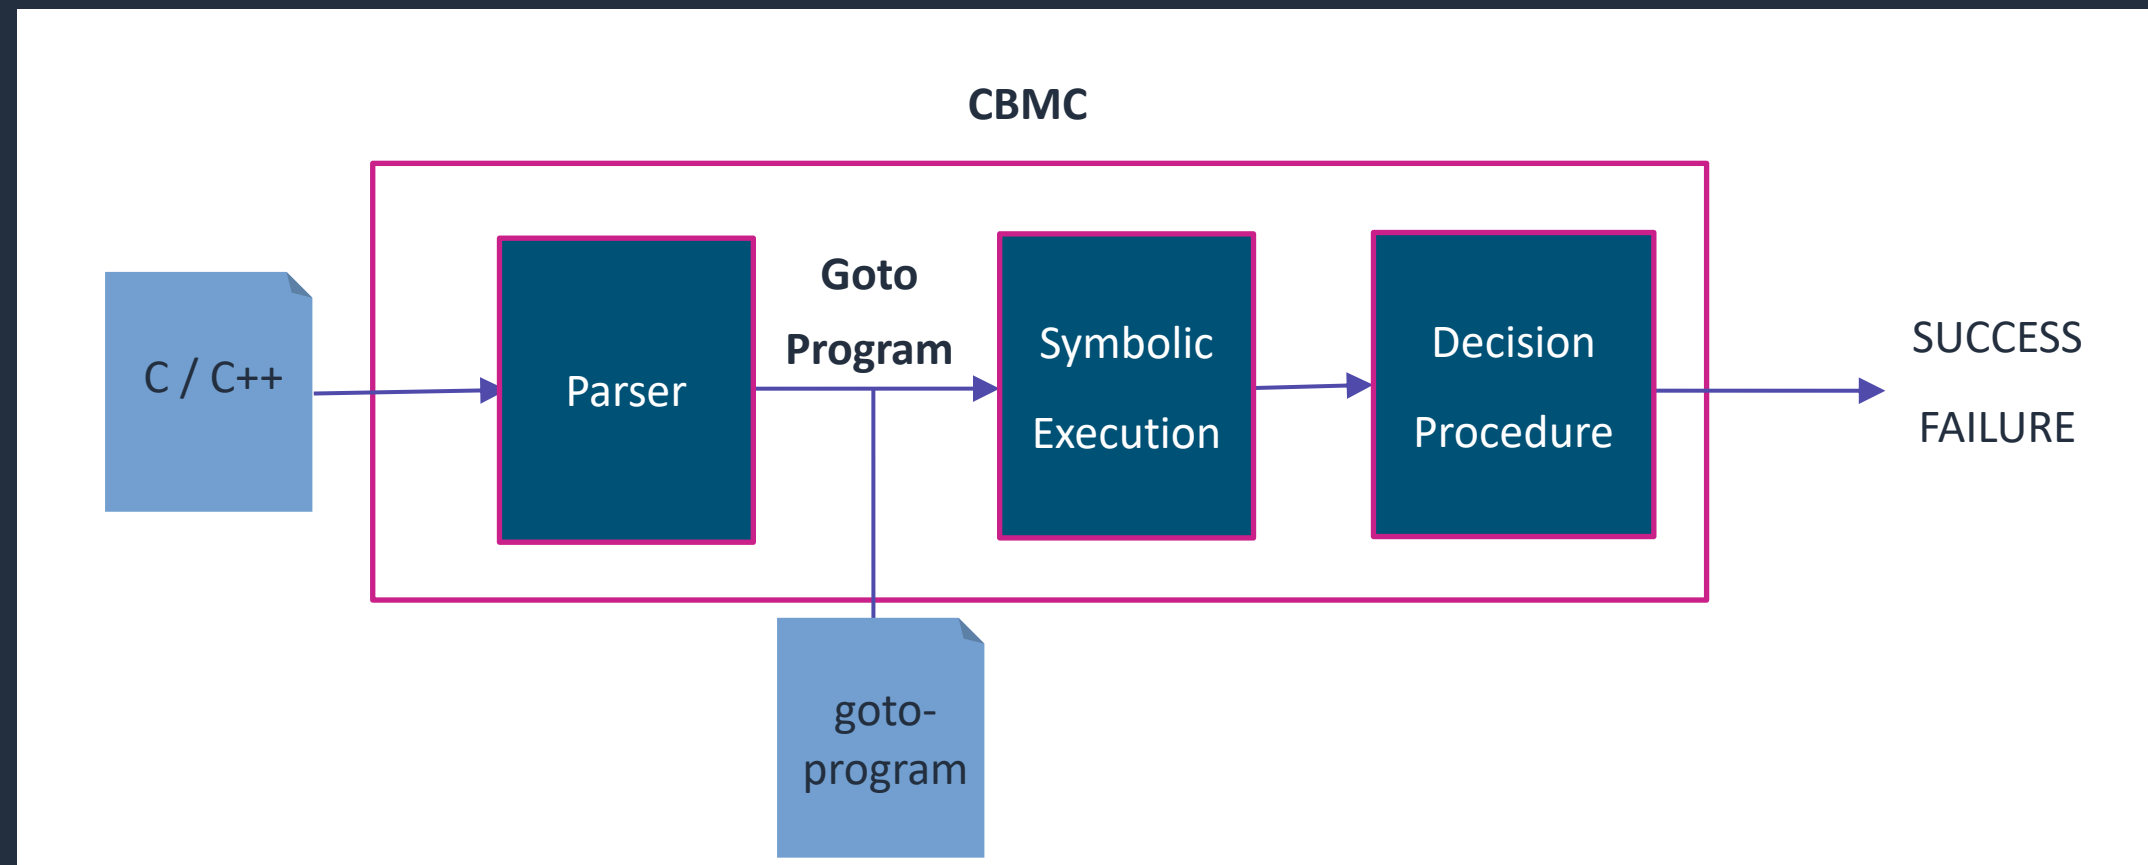 CBMC
C / C++
Parser
Goto
Program
Symbolic
Execution
Decision
Procedure
SUCCESS
FAILURE
goto-
program